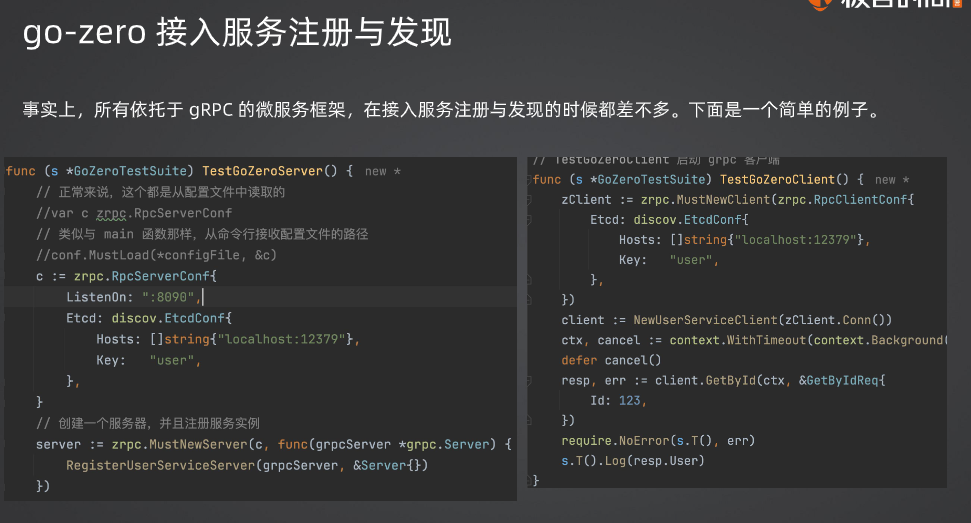 go-zero 接入服务注册与发现
事实上，所有依托于 gRPC 的微服务框架，在接入服务注册与发现的时候都差不多。下面是一个简单的例子。
func (s *GoZeroTestSuite) TestGoZeroServer() { new *
// 正常来说，这个都是从配置文件中读取的
//var c zrpc.RpcServerConf
// 类似与 main 函数那样，从命令行接收配置文件的路径
//conf.MustLoad(*configFile, &c)
c := zrpc.RpcServerConf{
ListenOn: ":8090",
Etcd: discov.EtcdConf{
Hosts: []string{"localhost:12379"},
Key: "user",
},
}
// 创建一个服务器，并且注册服务实例
server := zrpc.MustNewServer(c, func(grpcServer *grpc.Server) {
RegisterUserServiceServer(grpcServer, &Server{})
})
// TestGoZeroClient 启动 grpc 客户端
func (s *GoZeroTestSuite) TestGoZeroClient() { new *
zClient := zrpc.MustNewClient(zrpc.RpcClientConf{
Etcd: discov.EtcdConf{
Hosts: []string{"localhost:12379"},
Key: "user",
},
})
client := NewUserServiceClient(zClient.Conn())
ctx, cancel := context.WithTimeout(context.Background(
defer cancel()
resp, err := client.GetById(ctx, &GetByIdReq{
Id: 123,
})
require.NoError(s.T(), err)
s.T().Log(resp.User)
}